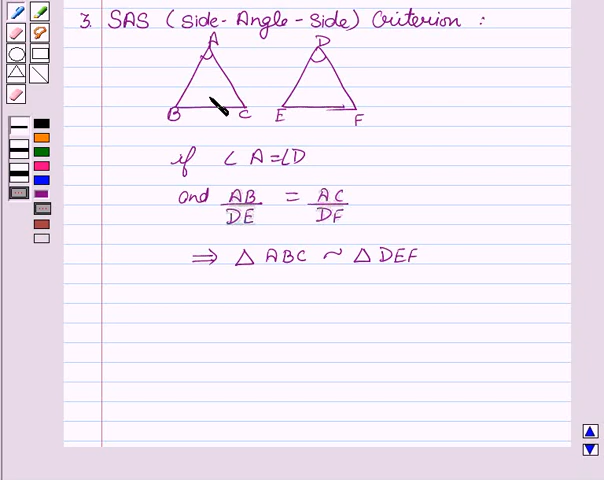 3. SAS (Side-Angle-Side) Criterion :
A D
B C E F
if ∠A=∠D
and AB/DE = AC/DF
⇒ △ ABC ~ △ DEF